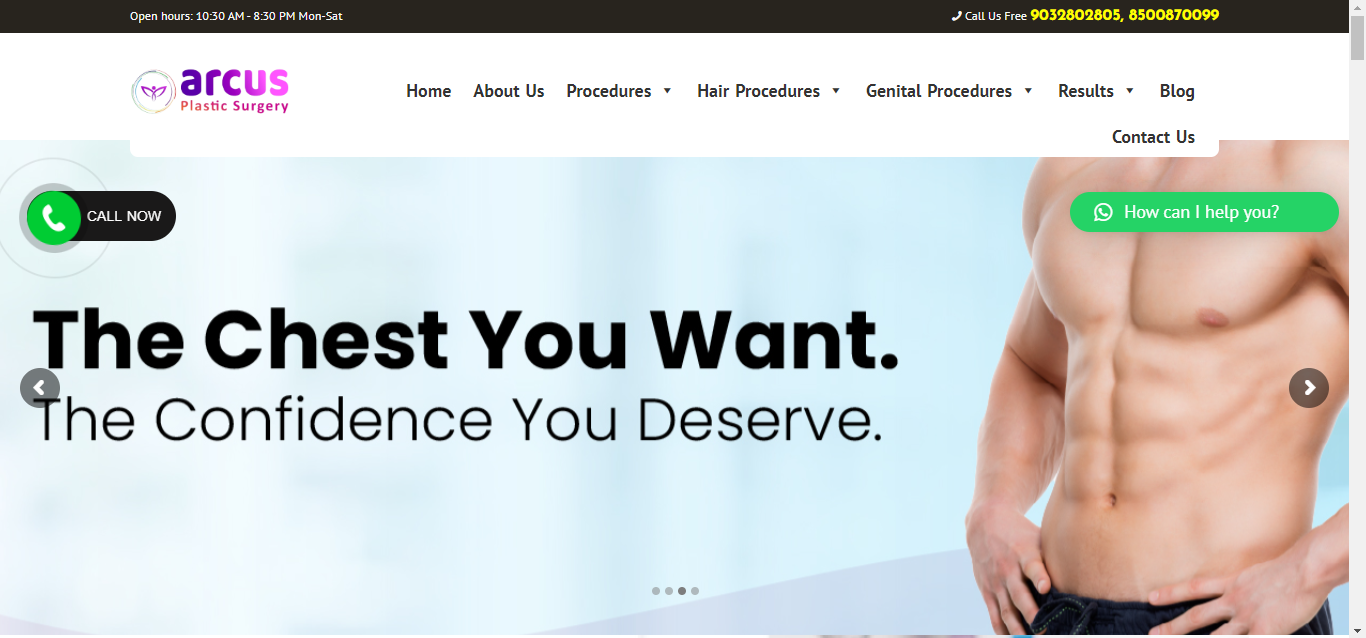 Open hours: 10:30 AM - 8:30 PM Mon-Sat
Call Us Free 9032802805, 8500870099
arcus
Plastic Surgery
Home About Us Procedures Hair Procedures Genital Procedures Results Blog
Contact Us
CALL NOW
How can I help you?
The Chest You Want.
The Confidence You Deserve.